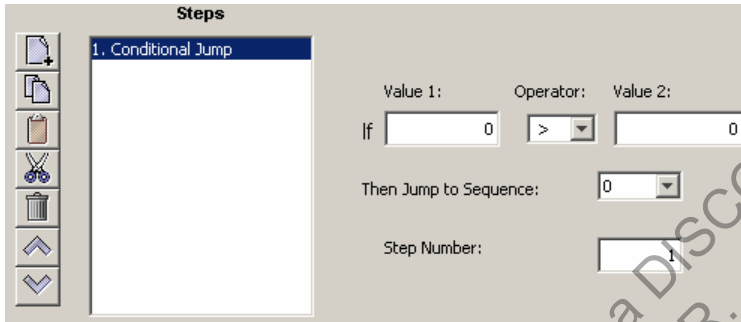 Steps
1. Conditional Jump
Value 1: Operator: Value 2:
If 0 > 0
Then Jump to Sequence: 0
Step Number: 1
a DISCO
R.